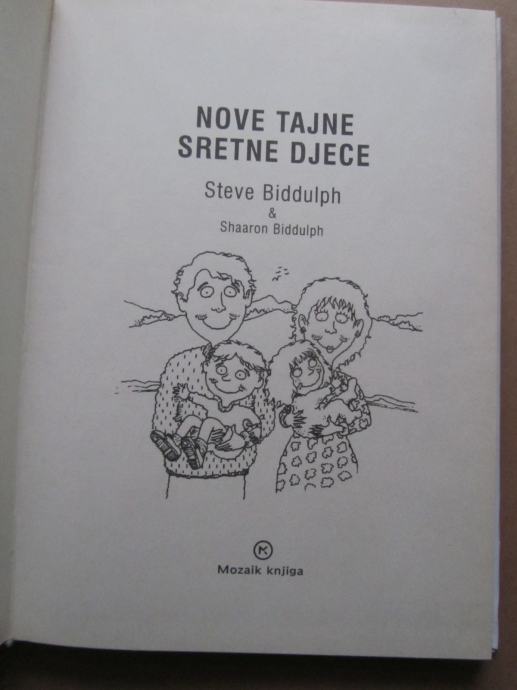 NOVE TAJNE
SRETNE DJECE
Steve Biddulph
&
Shaaron Biddulph
Mozaik knjiga